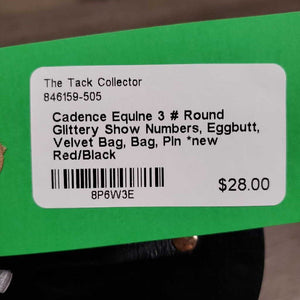 The Tack Collector
846159-505
Cadence Equine 3 # Round
Glittery Show Numbers, Eggbutt,
Velvet Bag, Bag, Pin *new
Red/Black
8P6W3E
$28.00